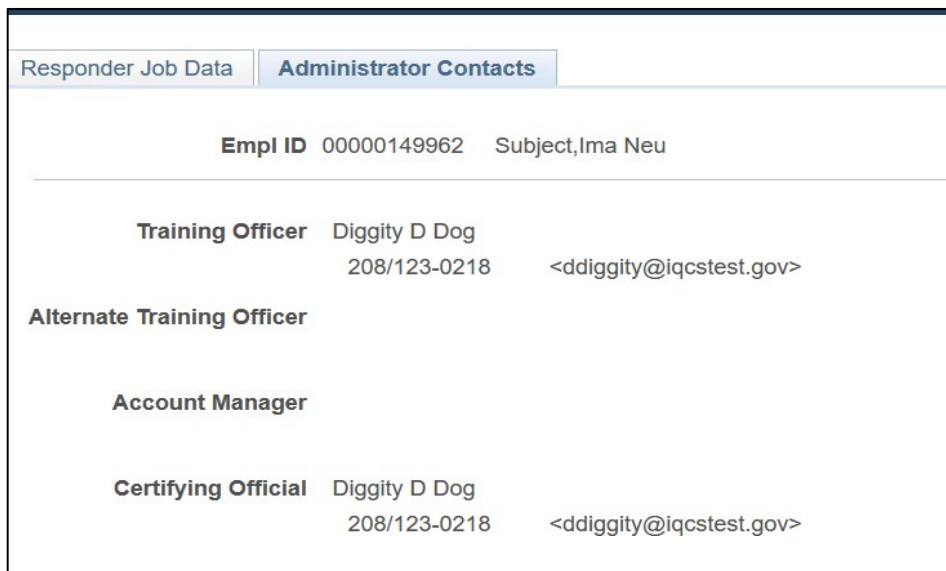 Responder Job Data Administrator Contacts
Empl ID 00000149962 Subject,Ima Neu
Training Officer Diggity D Dog
208/123-0218 <ddiggity@iqcstest.gov>
Alternate Training Officer
Account Manager
Certifying Official Diggity D Dog
208/123-0218 <ddiggity@iqcstest.gov>